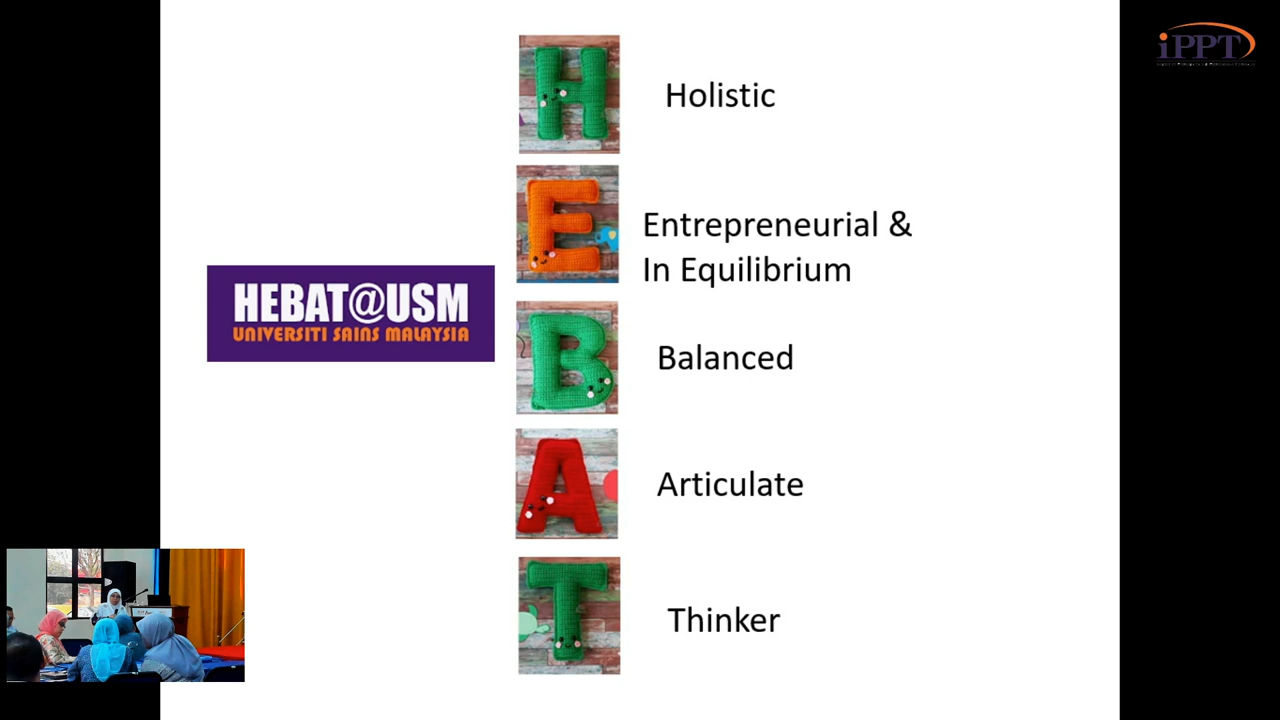 iPPT
H
Holistic
E
Entrepreneurial &
In Equilibrium
HEBAT@USM
UNIVERSITI SAINS MALAYSIA
B
Balanced
A
Articulate
T
Thinker